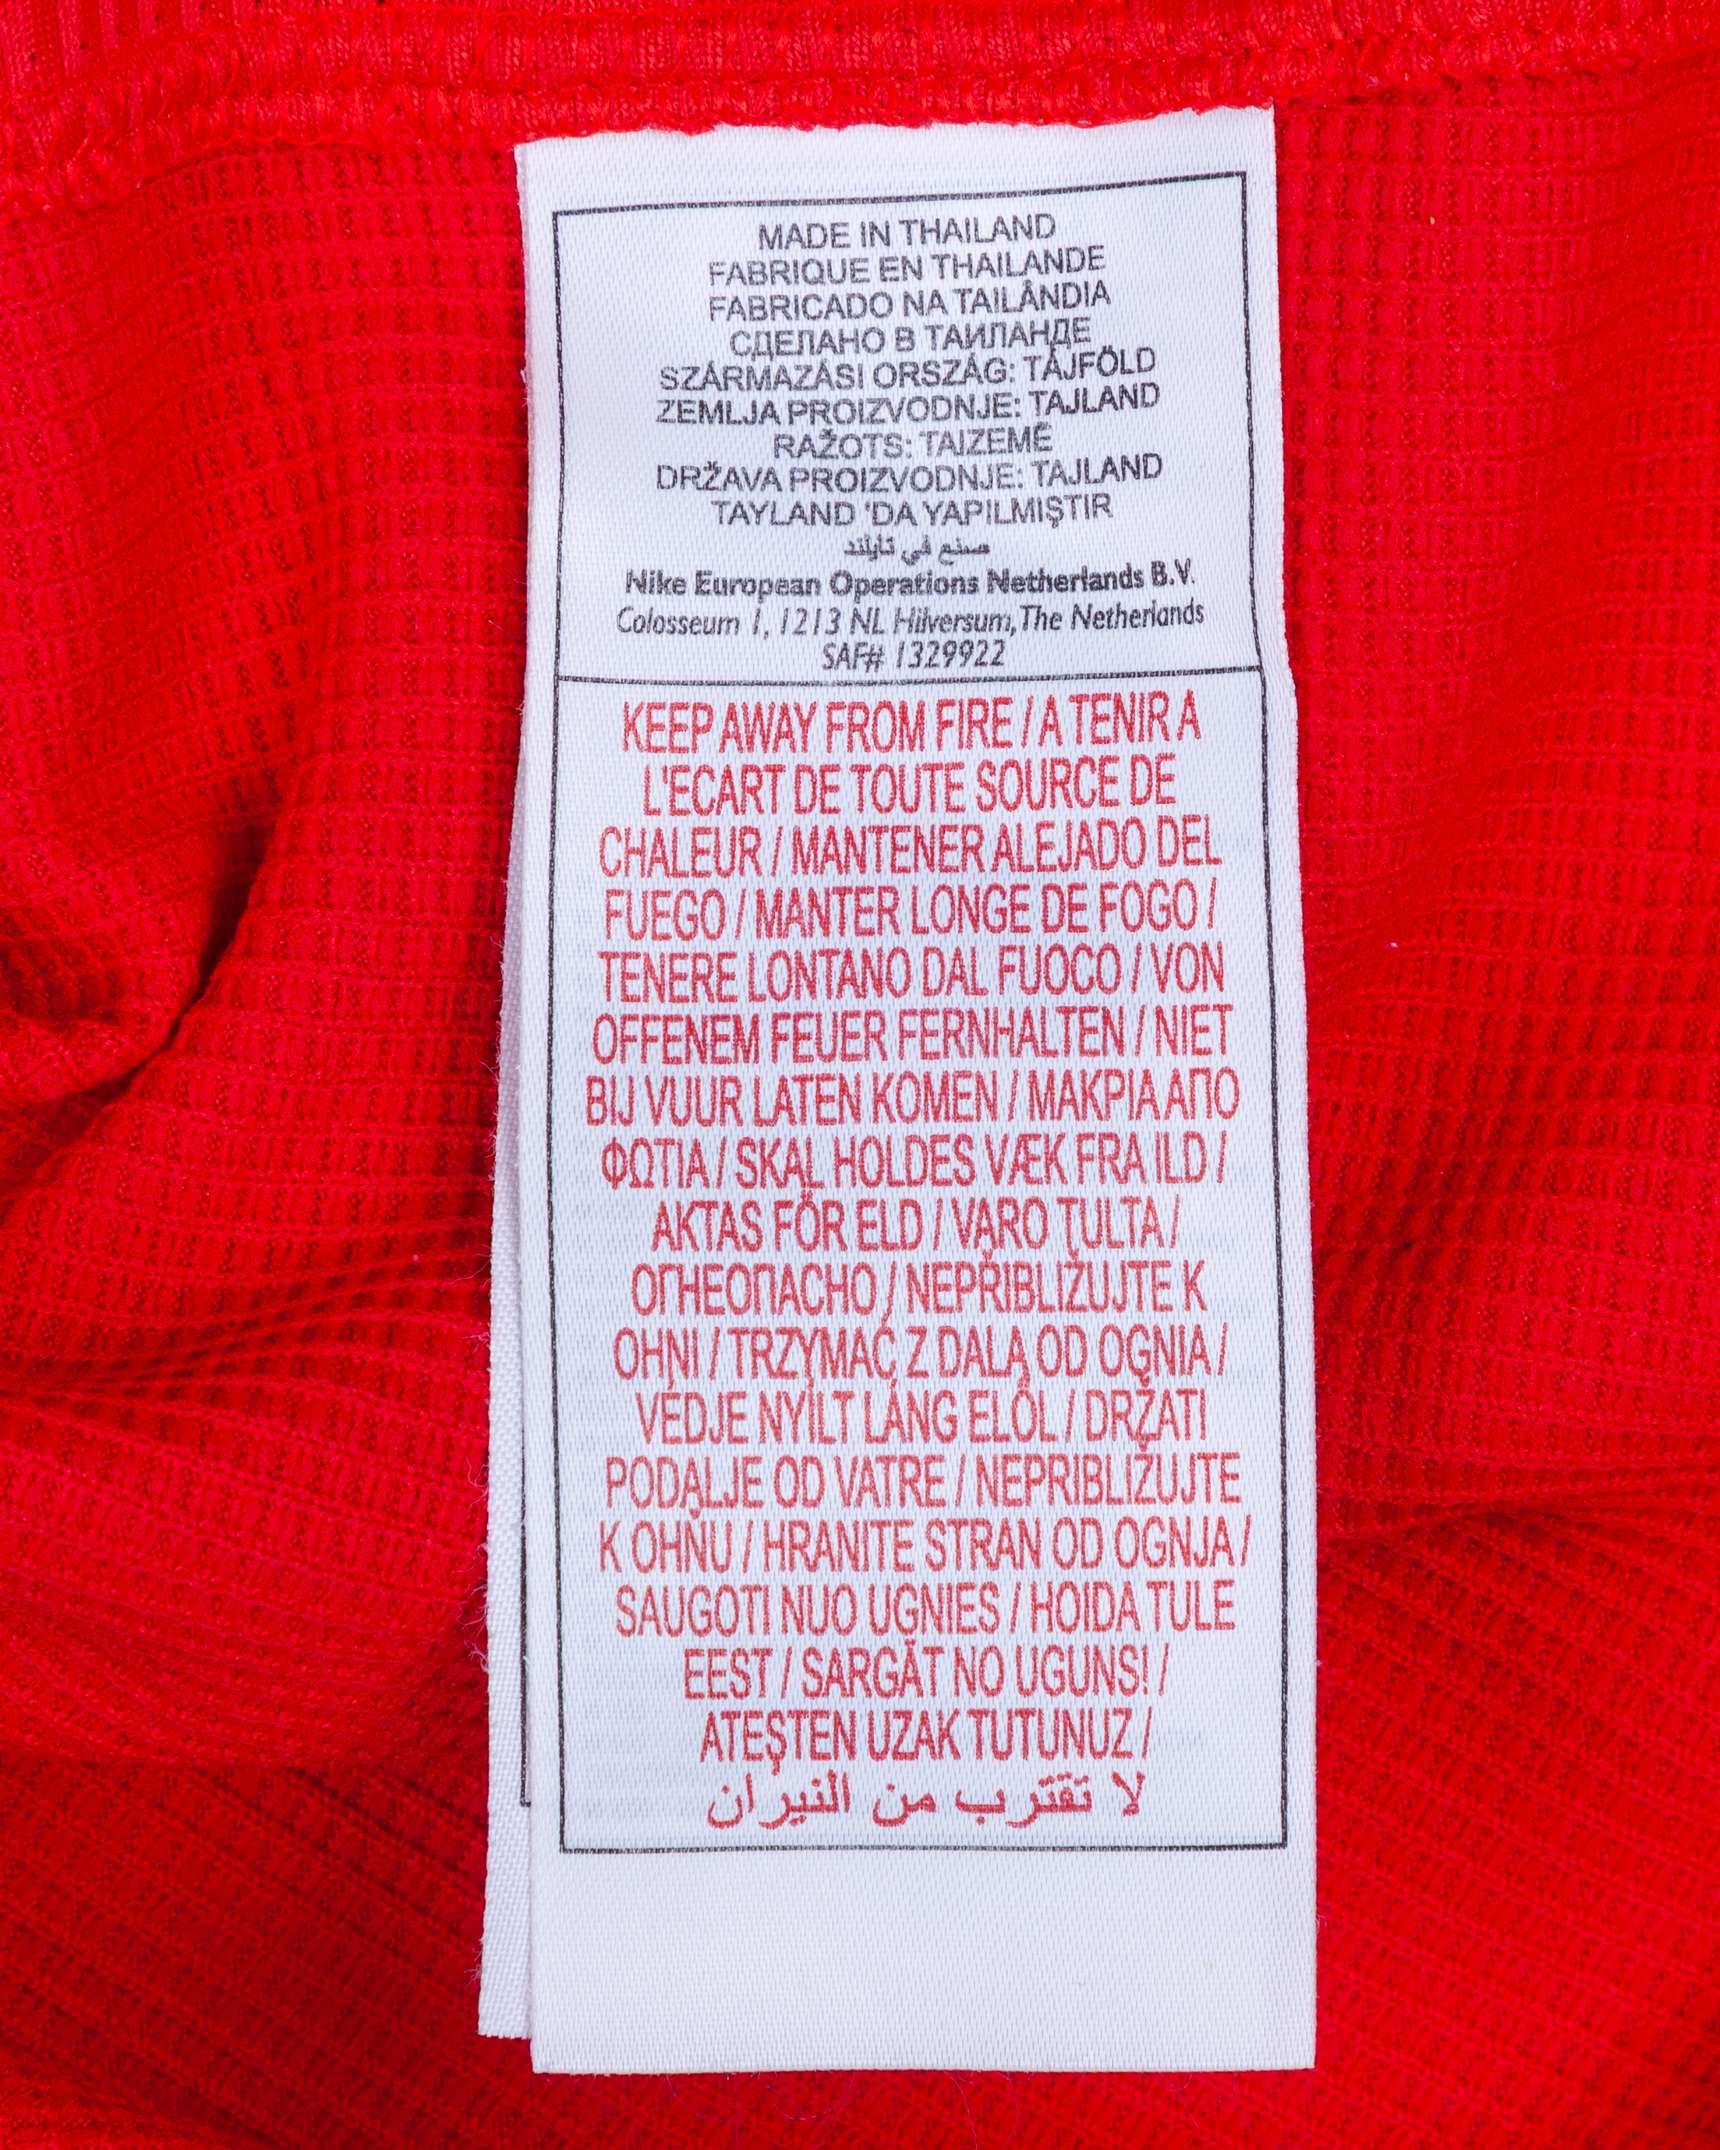 MADE IN THAILAND
FABRIQUE EN THAILANDE
FABRICADO NA TAILÂNDIA
СДЕЛАНО В ТАИЛАНДЕ
SZÁRMAZÁSI ORSZÁG: TÁJFÖLD
ZEMLJA PROIZVODNJE: TAJLAND
RAŽOTS: TAIZEMĒ
DRŽAVA PROIZVODNJE: TAJLAND
TAYLAND 'DA YAPILMIŞTIR
صنع في تايلند
Nike European Operations Netherlands B.V.
Colosseum 1, 1213 NL Hilversum, The Netherlands
SAF# 1329922
KEEP AWAY FROM FIRE / A TENIR A
L'ECART DE TOUTE SOURCE DE
CHALEUR / MANTENER ALEJADO DEL
FUEGO / MANTER LONGE DE FOGO /
TENERE LONTANO DAL FUOCO / VON
OFFENEM FEUER FERNHALTEN / NIET
BIJ VUUR LATEN KOMEN / ΜΑΚΡΙΑ ΑΠΟ
ΦΩΤΙΑ / SKAL HOLDES VÆK FRA ILD /
AKTAS FÖR ELD / VARO TULTA /
ОГНЕОПАСНО / NEPŘIBLIŽUJTE K
OHNI / TRZYMAĆ Z DALA OD OGNIA /
VÉDJE NYÍLT LÁNG ELÖL / DRŽATI
PODALJE OD VATRE / NEPRIBLIŽUJTE
K OHŇU / HRANITE STRAN OD OGNJA /
SAUGOTI NUO UGNIES / HOIDA TULE
EEST / SARGĀT NO UGUNS! /
ATEŞTEN UZAK TUTUNUZ /
لا تقترب من النيران